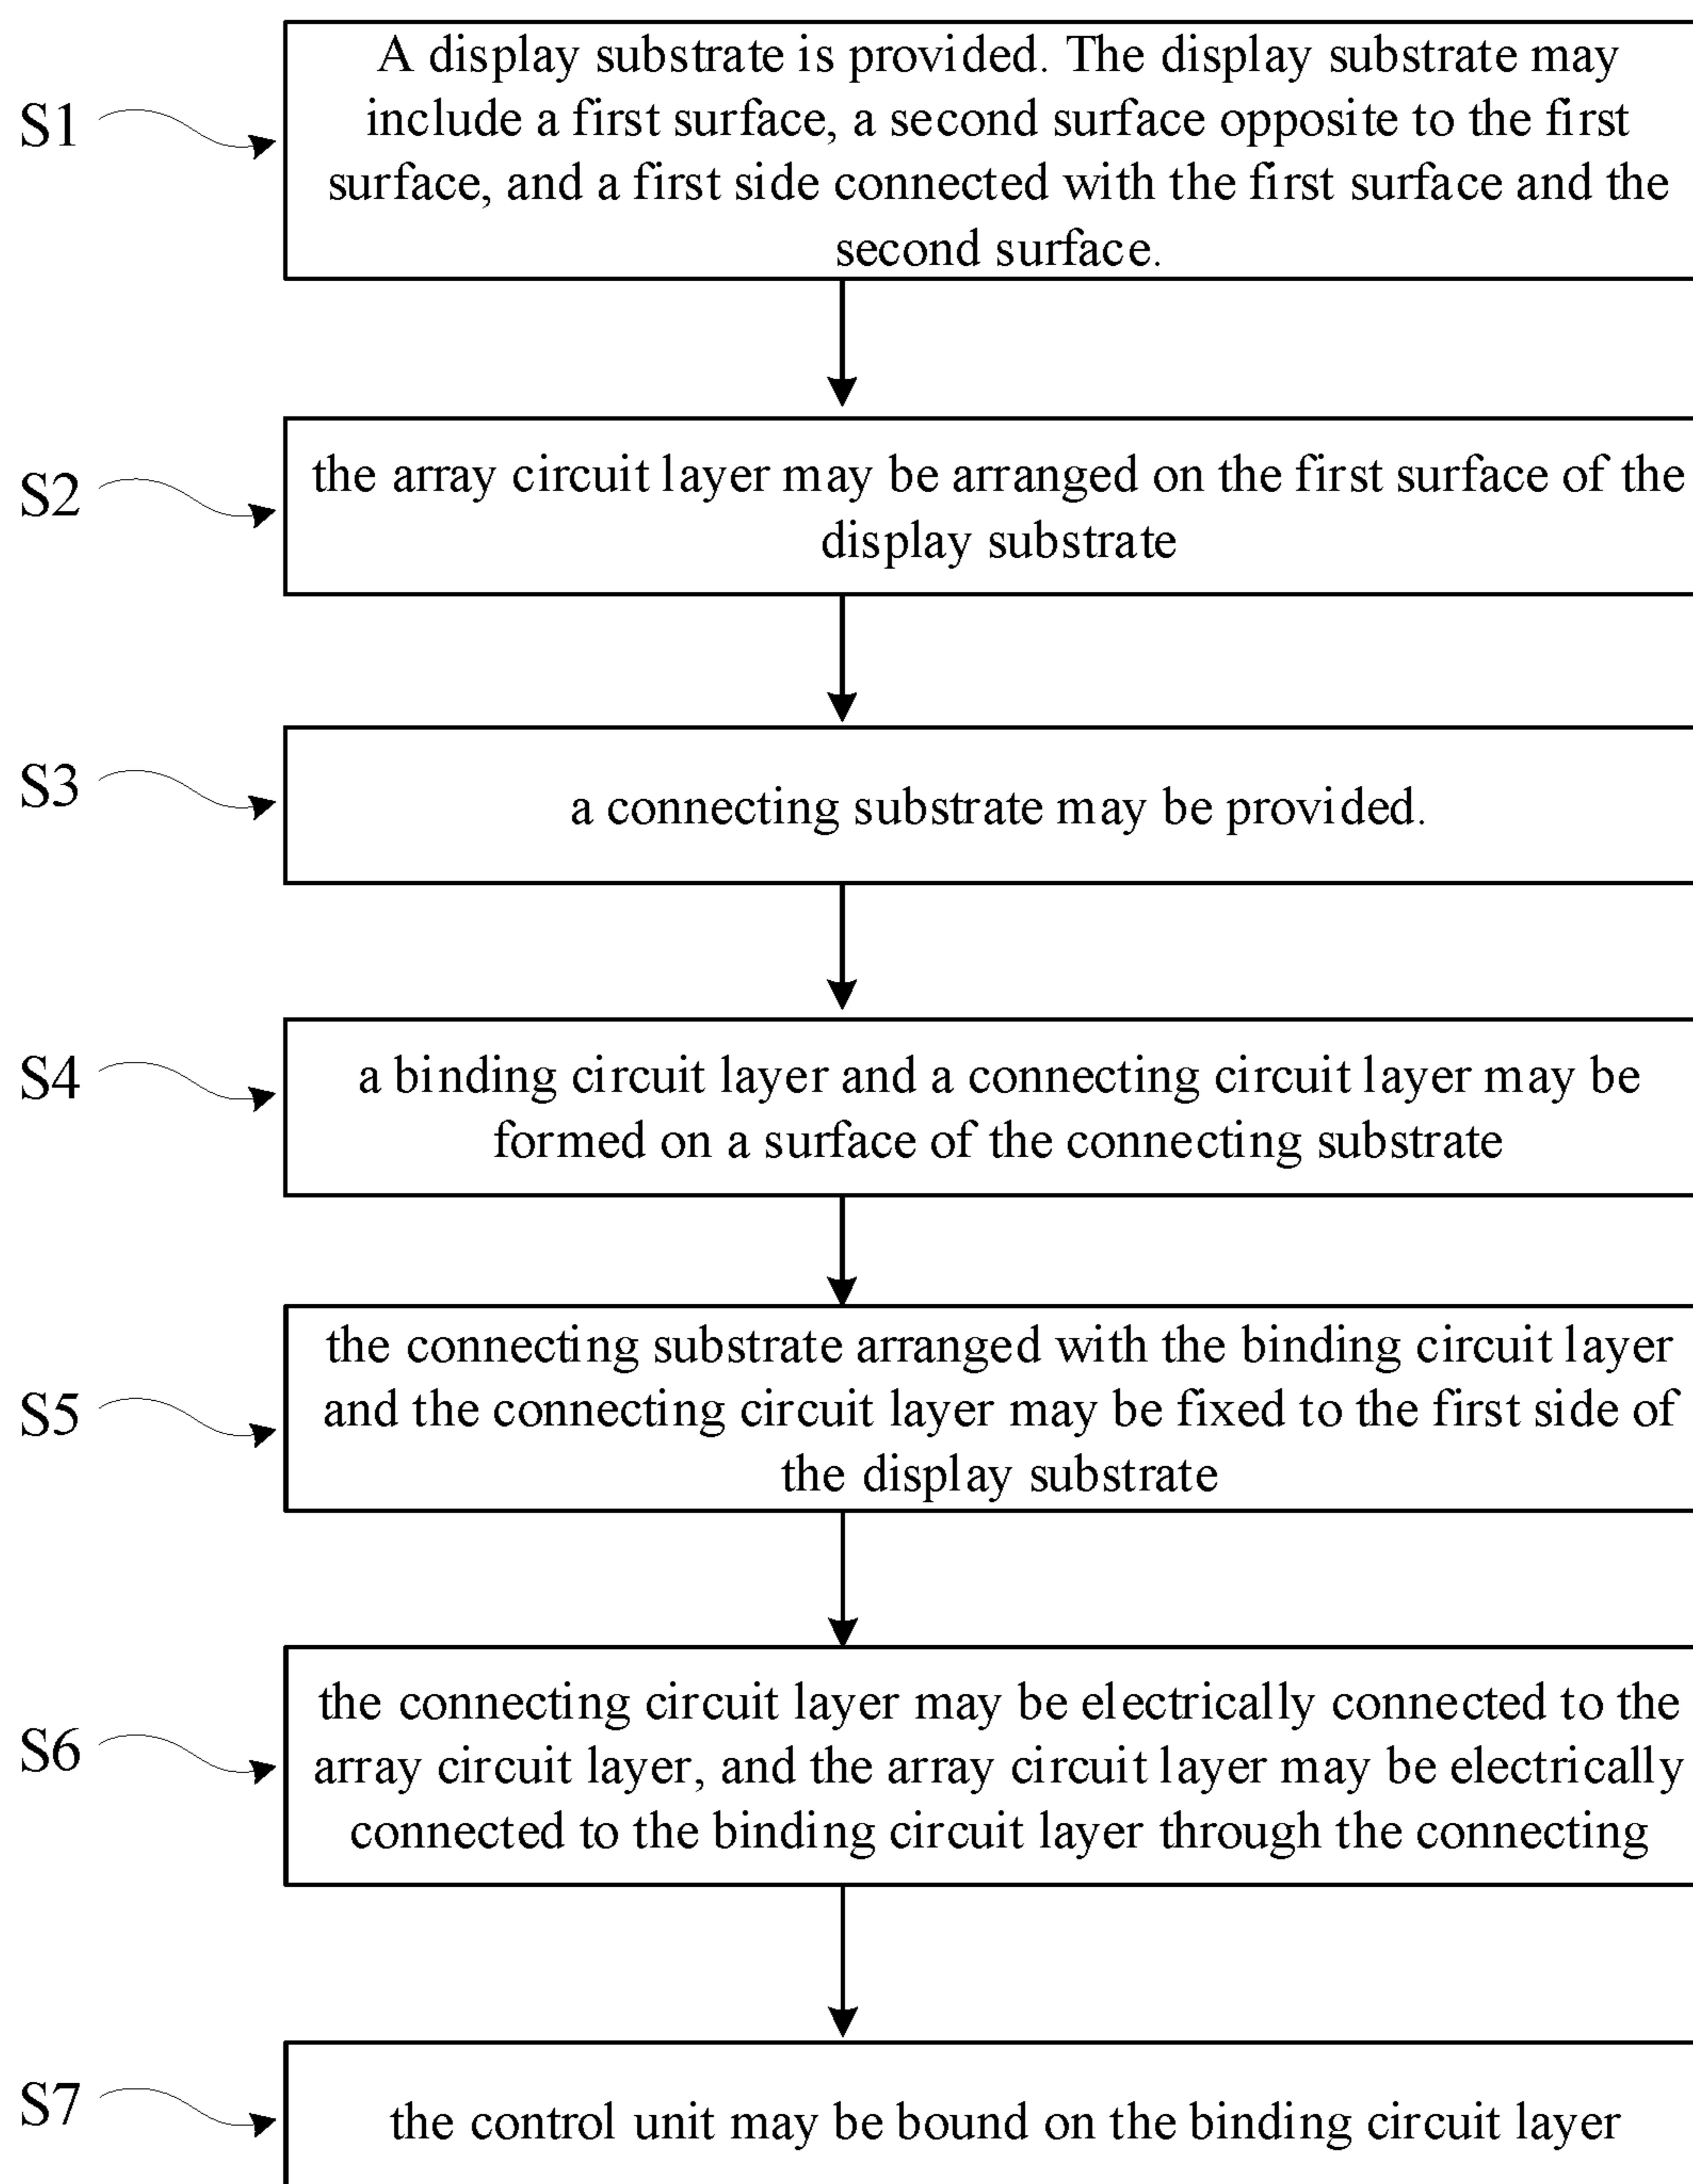 S1
A display substrate is provided. The display substrate may
include a first surface, a second surface opposite to the first
surface, and a first side connected with the first surface and the
second surface.
S2
the array circuit layer may be arranged on the first surface of the
display substrate
S3
a connecting substrate may be provided.
S4
a binding circuit layer and a connecting circuit layer may be
formed on a surface of the connecting substrate
S5
the connecting substrate arranged with the binding circuit layer
and the connecting circuit layer may be fixed to the first side of
the display substrate
S6
the connecting circuit layer may be electrically connected to the
array circuit layer, and the array circuit layer may be electrically
connected to the binding circuit layer through the connecting
S7
the control unit may be bound on the binding circuit layer